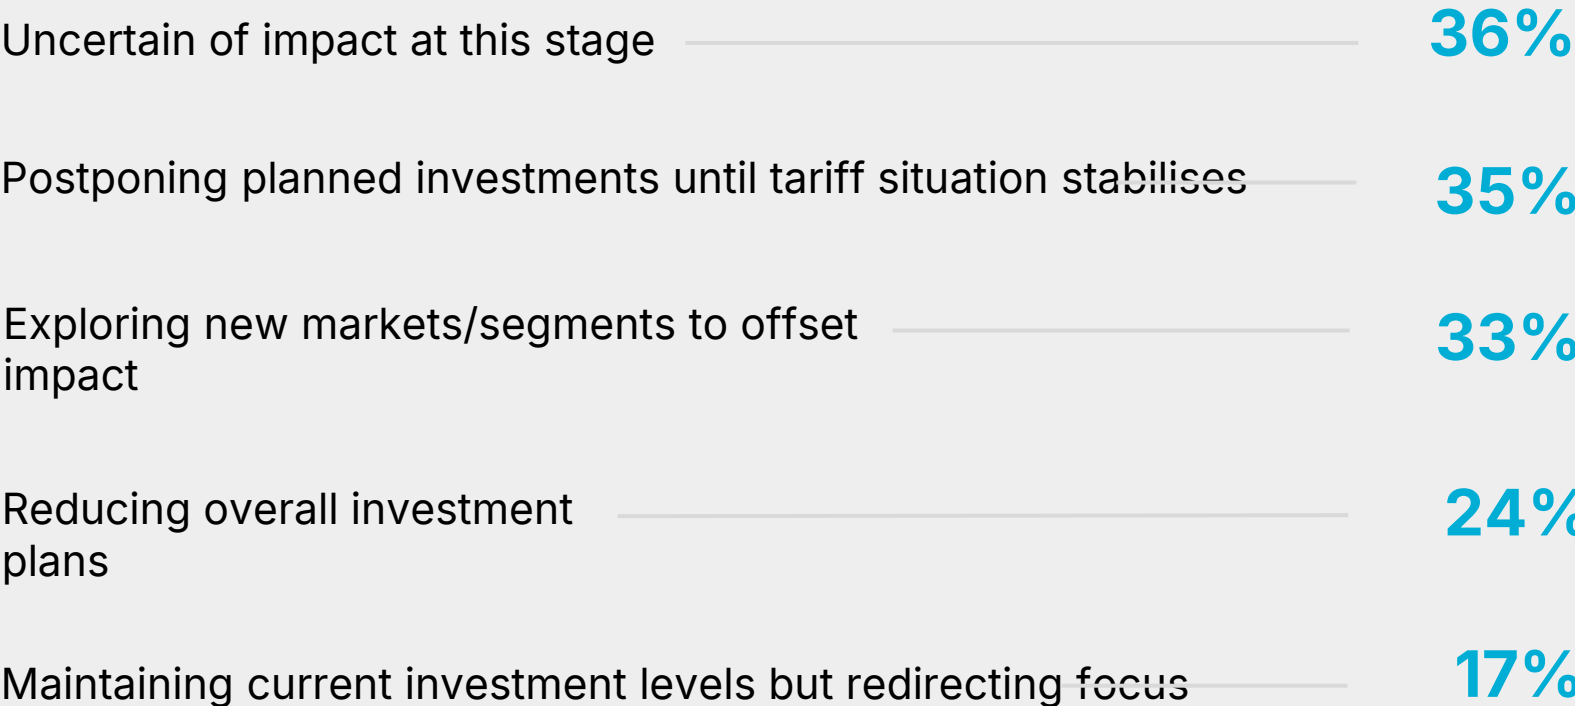 Uncertain of impact at this stage 36%
Postponing planned investments until tariff situation stabilises 35%
Exploring new markets/segments to offset 33%
impact
Reducing overall investment 24%
plans
Maintaining current investment levels but redirecting focus 17%